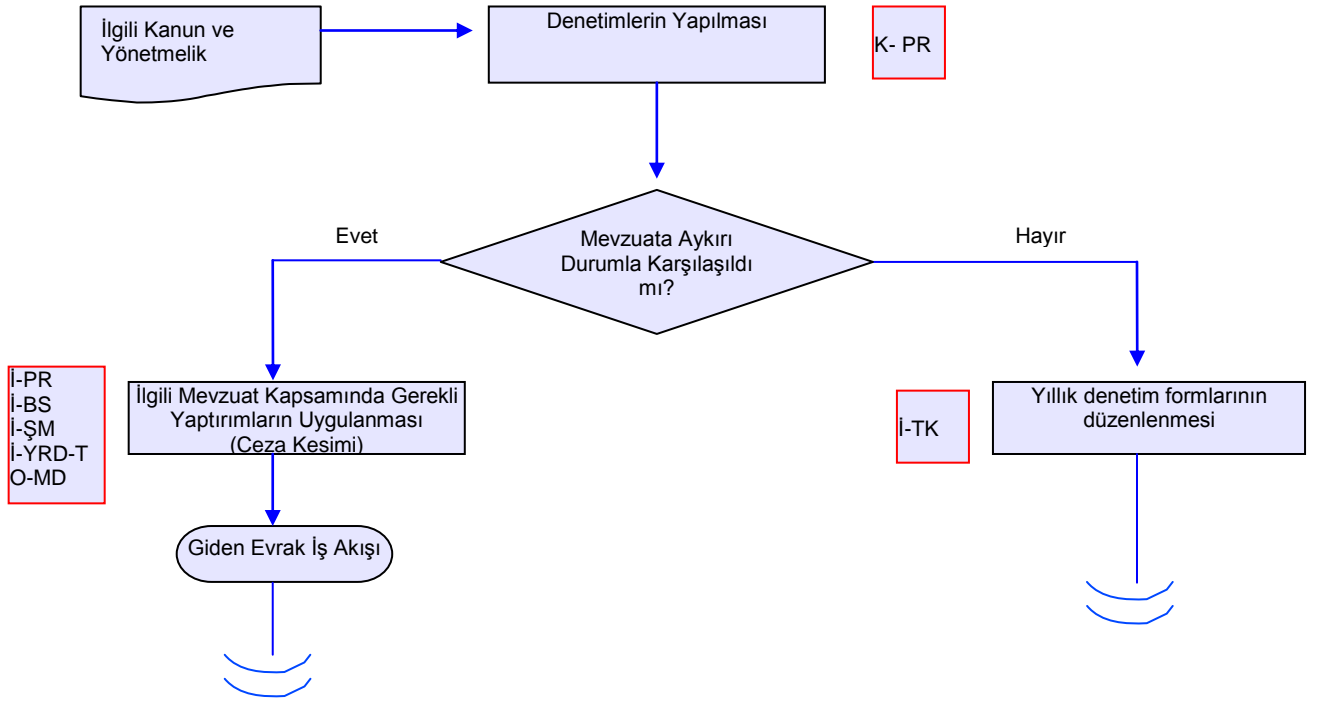 İlgili Kanun ve
Yönetmelik
Denetimlerin Yapılması
K- PR
Evet
Mevzuata Aykırı
Durumla Karşılaşıldı
mı?
Hayır
İ-PR
İ-BS
İ-ŞM
İ-YRD-T
O-MD
İlgili Mevzuat Kapsamında Gerekli
Yaptırımların Uygulanması
(Ceza Kesimi)
İ-TK
Yıllık denetim formlarının
düzenlenmesi
Giden Evrak İş Akışı